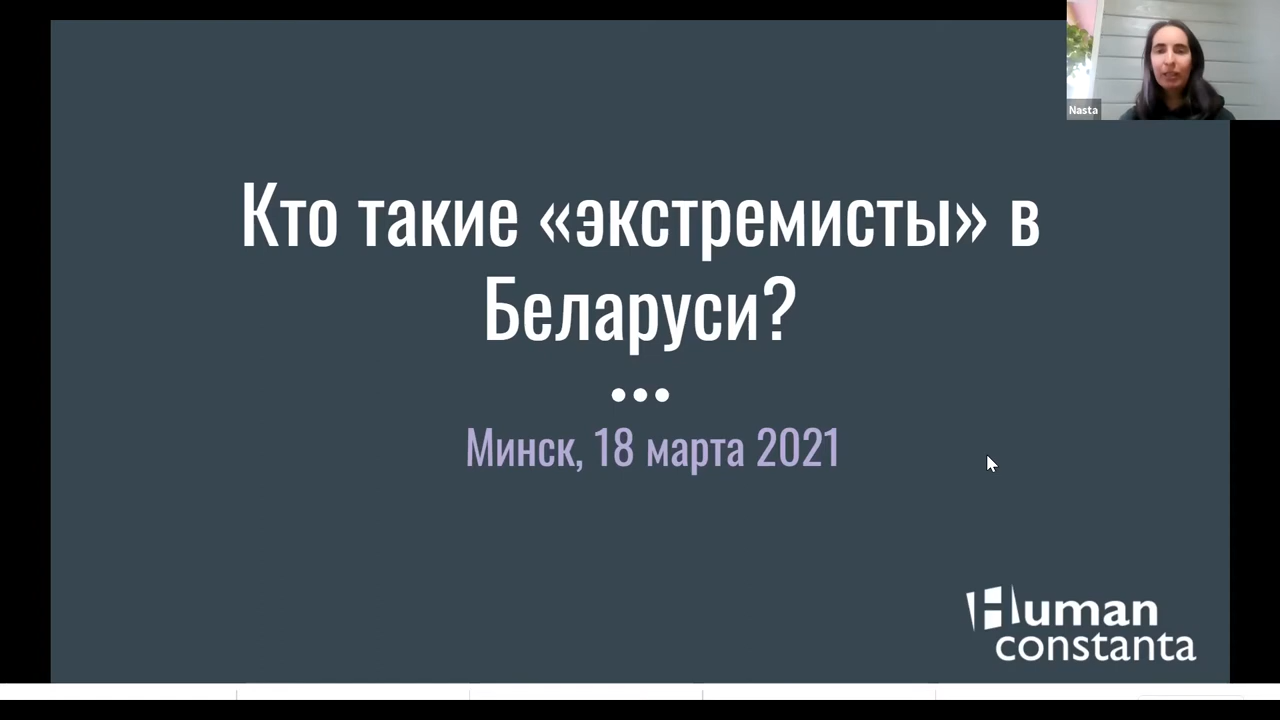 Nasta
Кто такие «экстремисты» в
Беларуси?
Минск, 18 марта 2021
Human
constanta